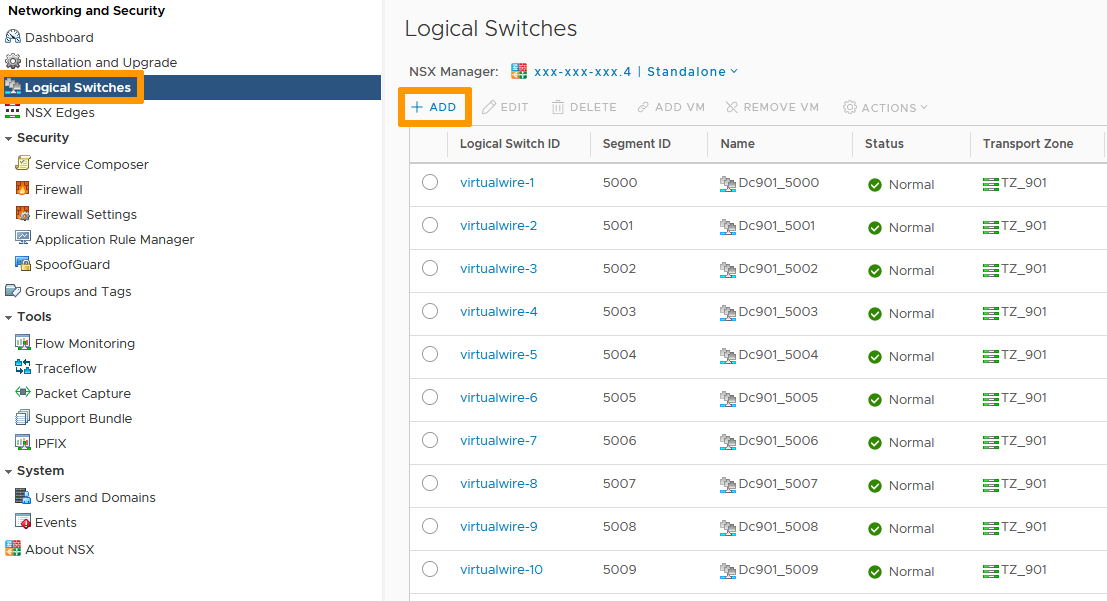 Networking and Security
Dashboard
Installation and Upgrade
Logical Switches
NSX Edges
Security
Service Composer
Firewall
Firewall Settings
Application Rule Manager
SpoofGuard
Groups and Tags
Tools
Flow Monitoring
Traceflow
Packet Capture
Support Bundle
IPFIX
System
Users and Domains
Events
About NSX
Logical Switches
NSX Manager: xxx-xxx-xxx.4 | Standalone
+ ADD EDIT DELETE ADD VM REMOVE VM ACTIONS
Logical Switch ID Segment ID Name Status Transport Zone
virtualwire-1 5000 Dc901_5000 Normal TZ_901
virtualwire-2 5001 Dc901_5001 Normal TZ_901
virtualwire-3 5002 Dc901_5002 Normal TZ_901
virtualwire-4 5003 Dc901_5003 Normal TZ_901
virtualwire-5 5004 Dc901_5004 Normal TZ_901
virtualwire-6 5005 Dc901_5005 Normal TZ_901
virtualwire-7 5006 Dc901_5006 Normal TZ_901
virtualwire-8 5007 Dc901_5007 Normal TZ_901
virtualwire-9 5008 Dc901_5008 Normal TZ_901
virtualwire-10 5009 Dc901_5009 Normal TZ_901